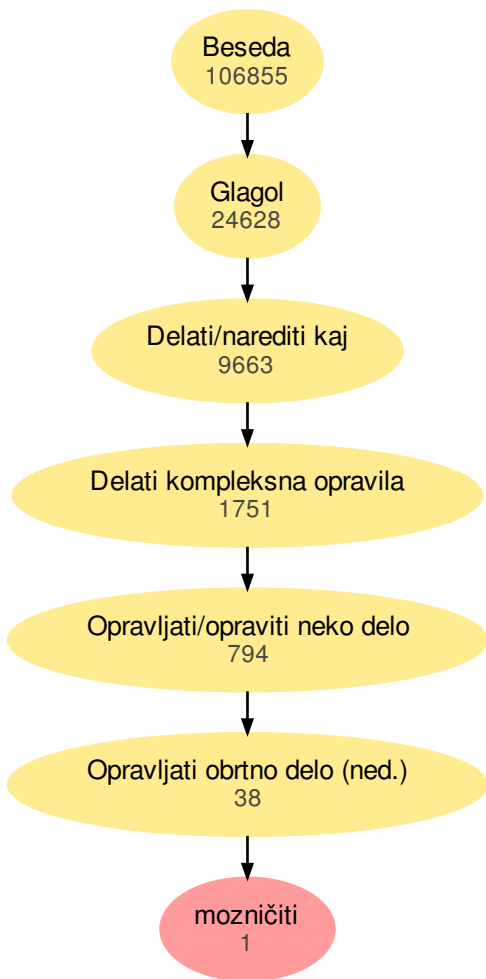 Beseda
106855
Glagol
24628
Delati/narediti kaj
9663
Delati kompleksna opravila
1751
Opravljati/opraviti neko delo
794
Opravljati obrtno delo (ned.)
38
mozničiti
1